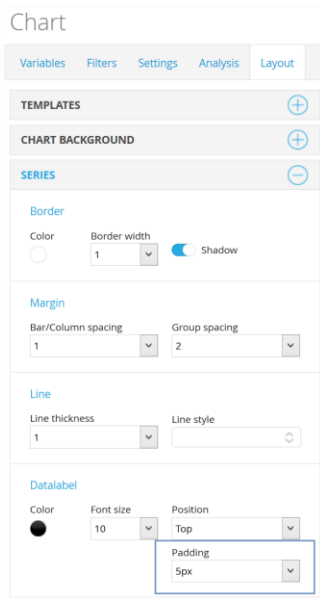 Chart
Variables Filters Settings Analysis Layout
TEMPLATES
CHART BACKGROUND
SERIES
Border
Color Border width
1 Shadow
Margin
Bar/Column spacing Group spacing
1 2
Line
Line thickness Line style
1
Datalabel
Color Font size Position
10 Top
Padding
5px